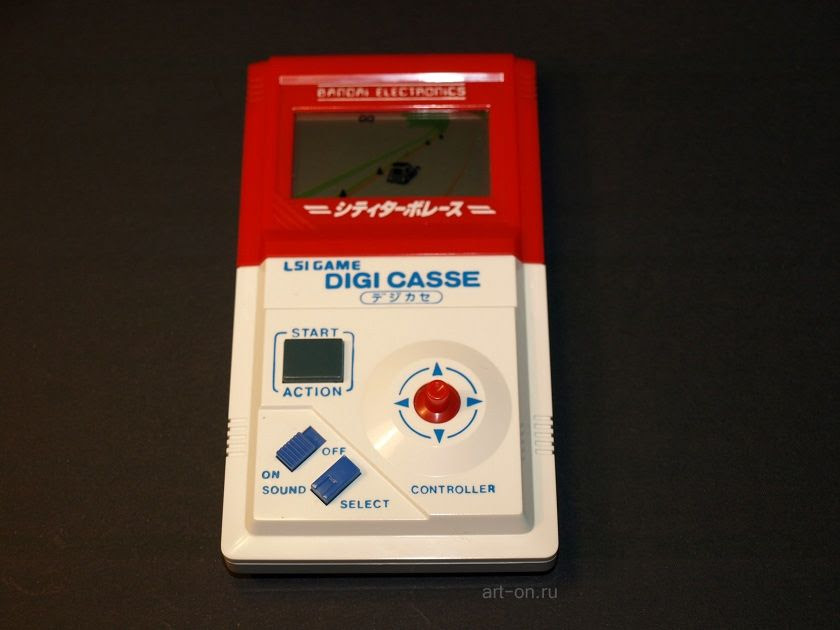 BANDAI ELECTRONICS
GO
シティターボレース
LSI GAME
DIGI CASSE
デジカセ
START
ACTION
OFF
ON
SOUND
SELECT
CONTROLLER
art-on.ru